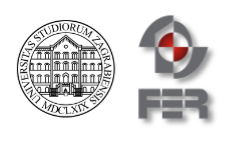 UNIVERSITAS STUDIORUM ZAGRABIENSIS
MDCLXIX
FER